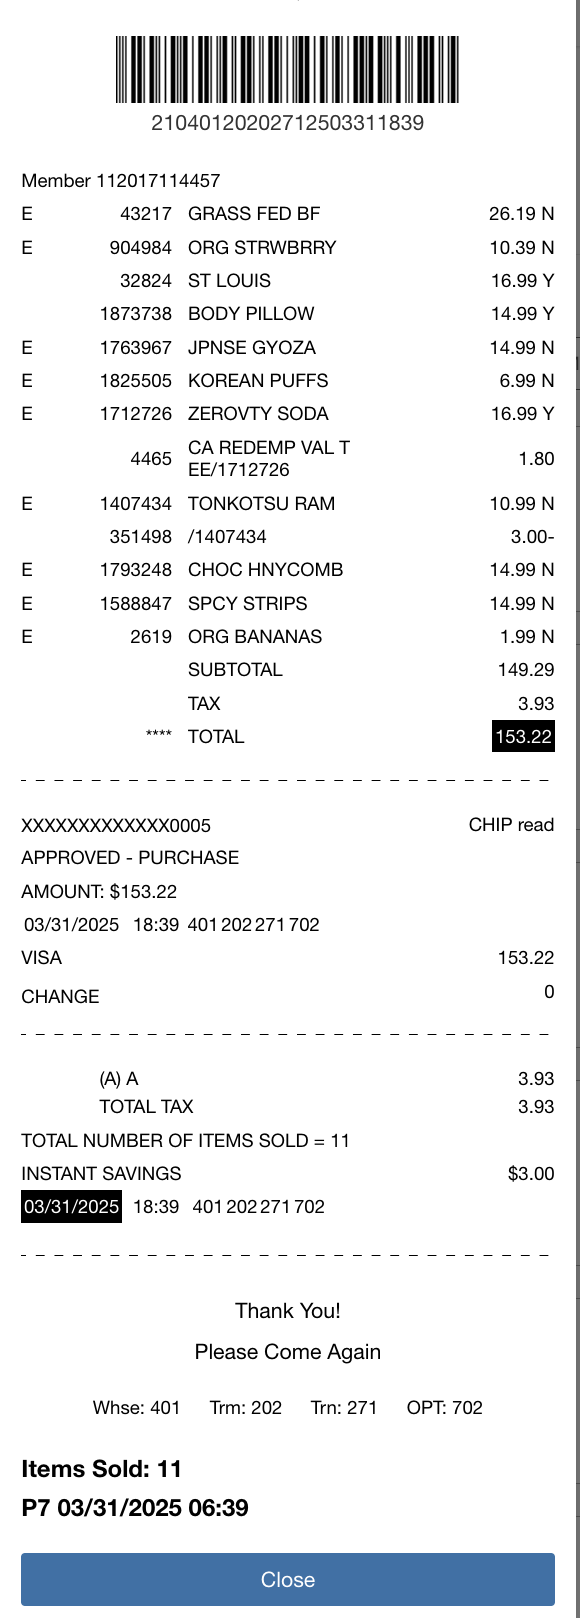 21040120202712503311839
Member 112017114457
E 43217 GRASS FED BF 26.19 N
E 904984 ORG STRWBRRY 10.39 N
32824 ST LOUIS 16.99 Y
1873738 BODY PILLOW 14.99 Y
E 1763967 JPNSE GYOZA 14.99 N
E 1825505 KOREAN PUFFS 6.99 N
E 1712726 ZEROVTY SODA 16.99 Y
4465 CA REDEMP VAL T
EE/1712726 1.80
E 1407434 TONKOTSU RAM 10.99 N
351498 /1407434 3.00-
E 1793248 CHOC HNYCOMB 14.99 N
E 1588847 SPCY STRIPS 14.99 N
E 2619 ORG BANANAS 1.99 N
SUBTOTAL 149.29
TAX 3.93
**** TOTAL 153.22
XXXXXXXXXXXXX0005 CHIP read
APPROVED - PURCHASE
AMOUNT: $153.22
03/31/2025 18:39 401 202 271 702
VISA 153.22
CHANGE 0
(A) A 3.93
TOTAL TAX 3.93
TOTAL NUMBER OF ITEMS SOLD = 11
INSTANT SAVINGS $3.00
03/31/2025 18:39 401 202 271 702
Thank You!
Please Come Again
Whse: 401 Trm: 202 Trn: 271 OPT: 702
Items Sold: 11
P7 03/31/2025 06:39
Close